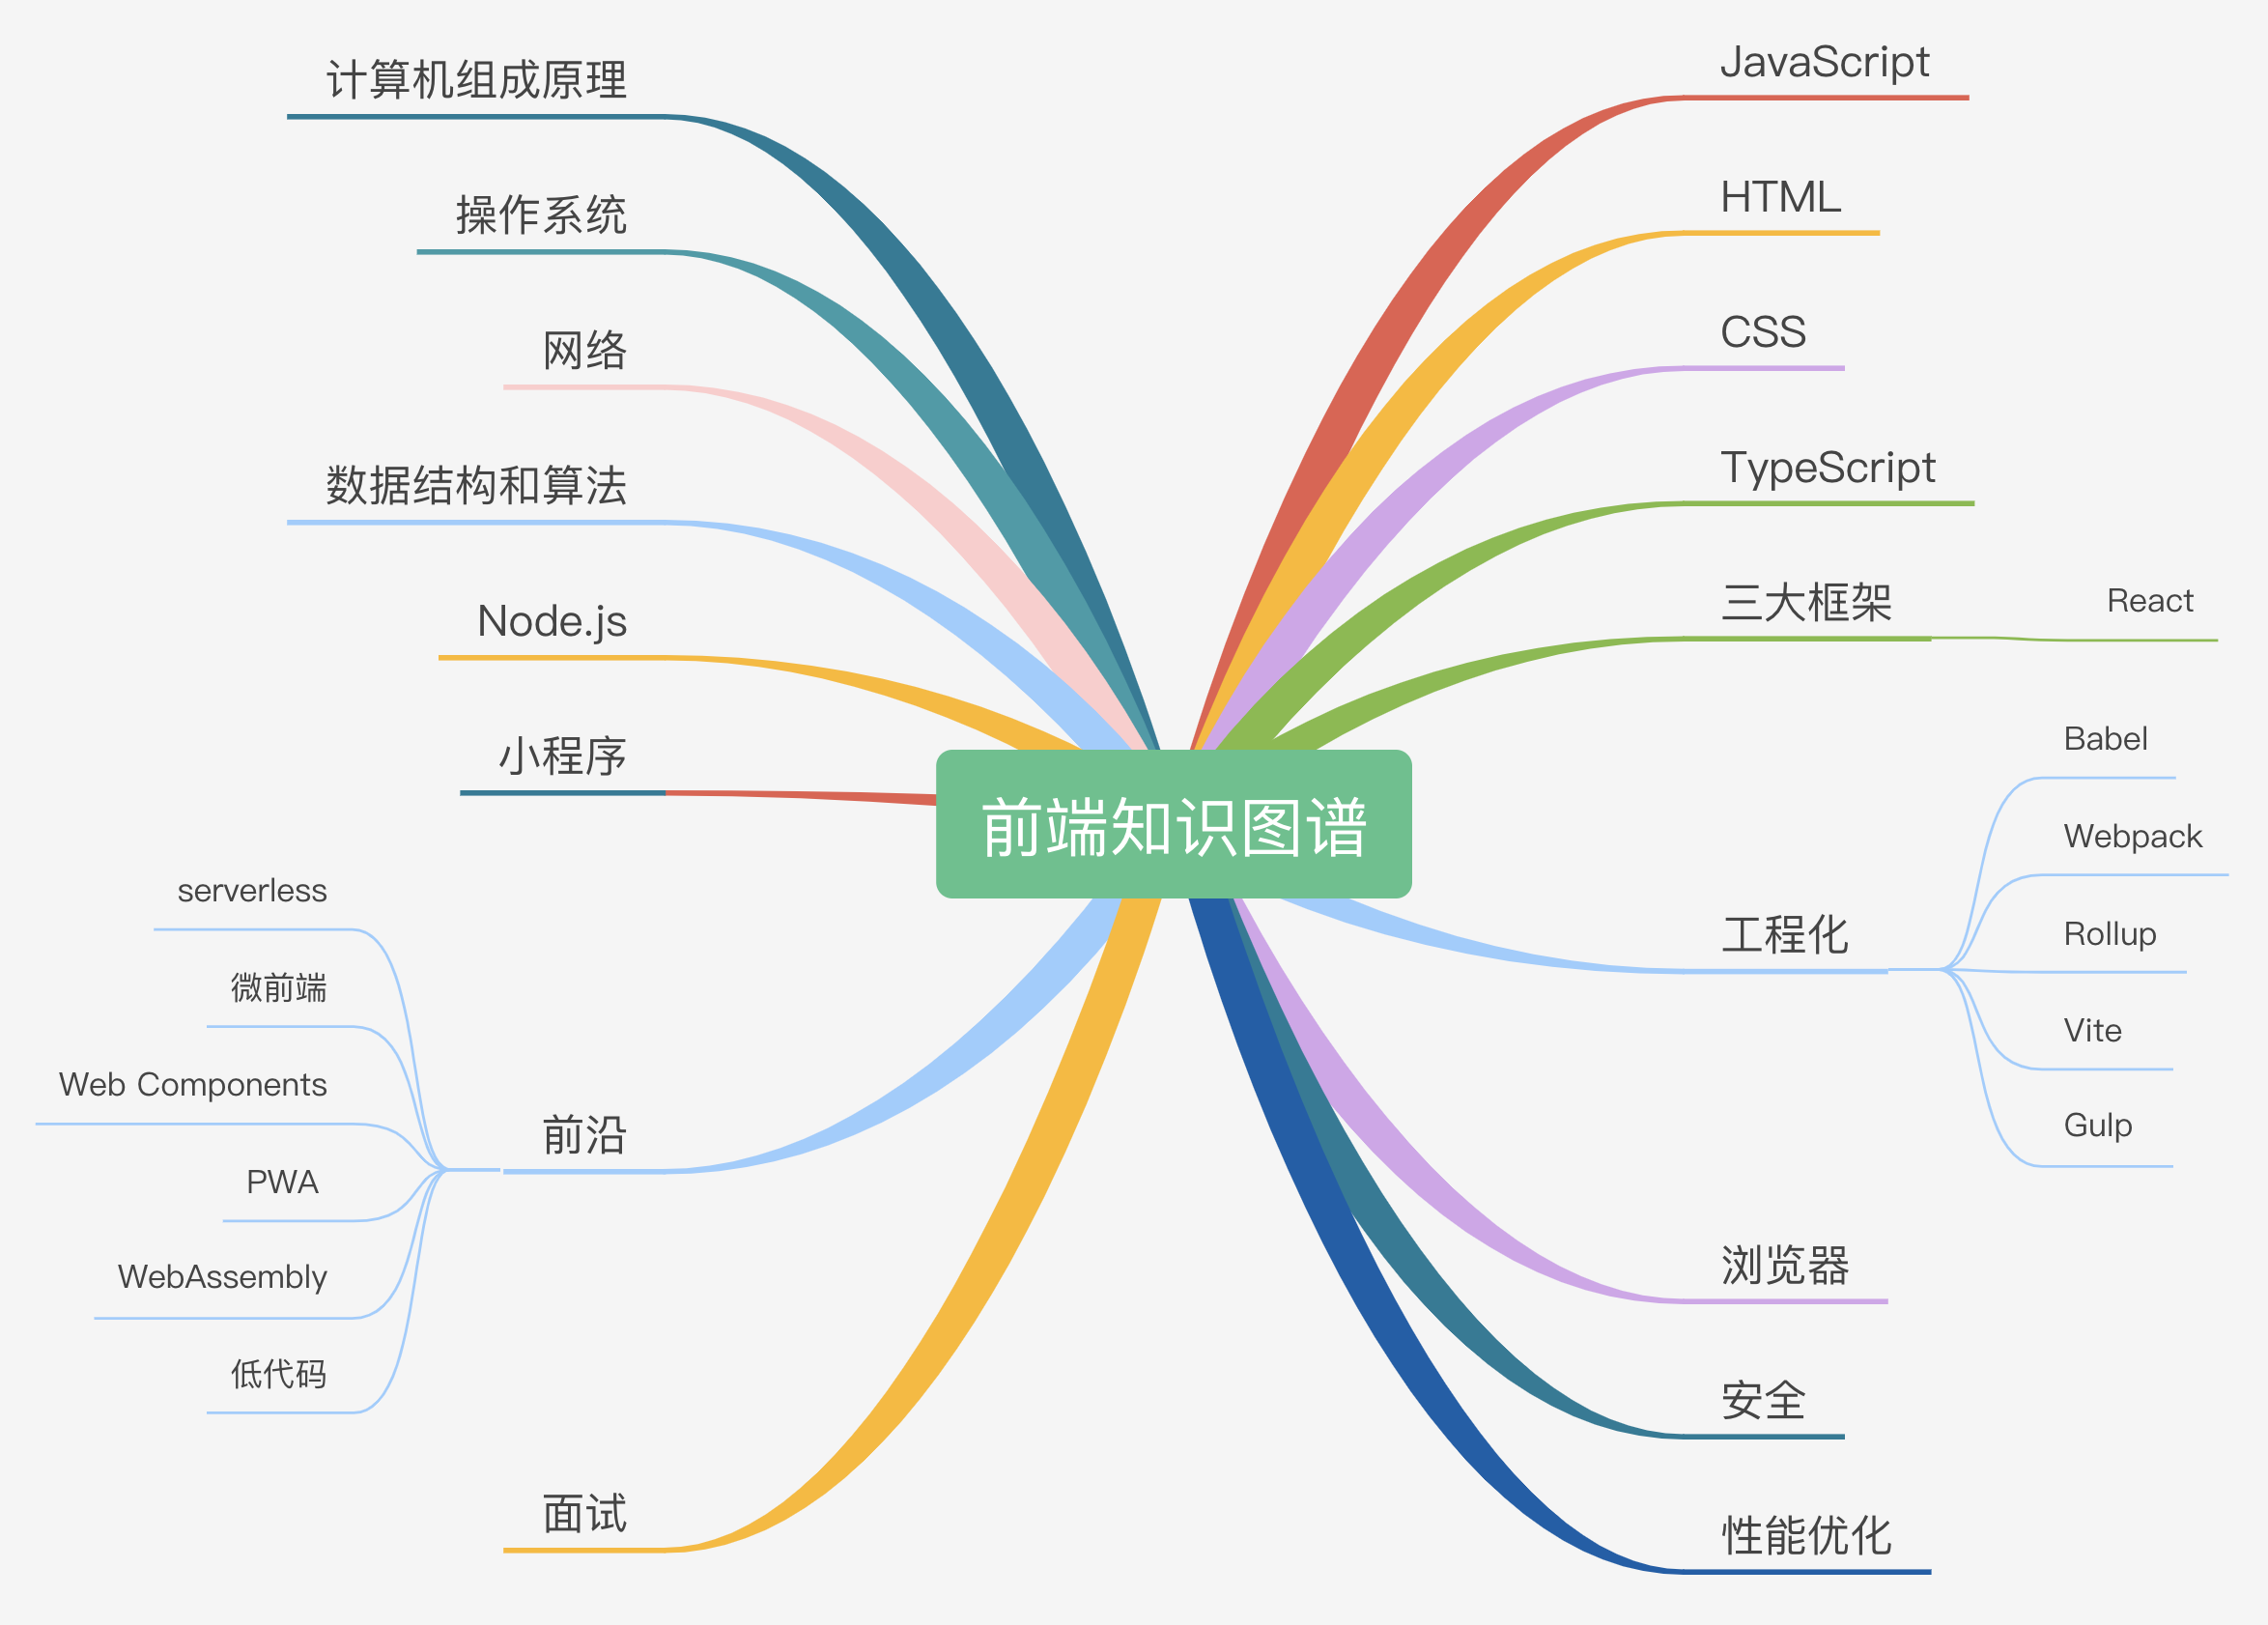 前端知识图谱
JavaScript
HTML
CSS
TypeScript
三大框架
React
工程化
Babel
Webpack
Rollup
Vite
Gulp
浏览器
安全
性能优化
计算机组成原理
操作系统
网络
数据结构和算法
Node.js
小程序
前沿
serverless
微前端
Web Components
PWA
WebAssembly
低代码
面试